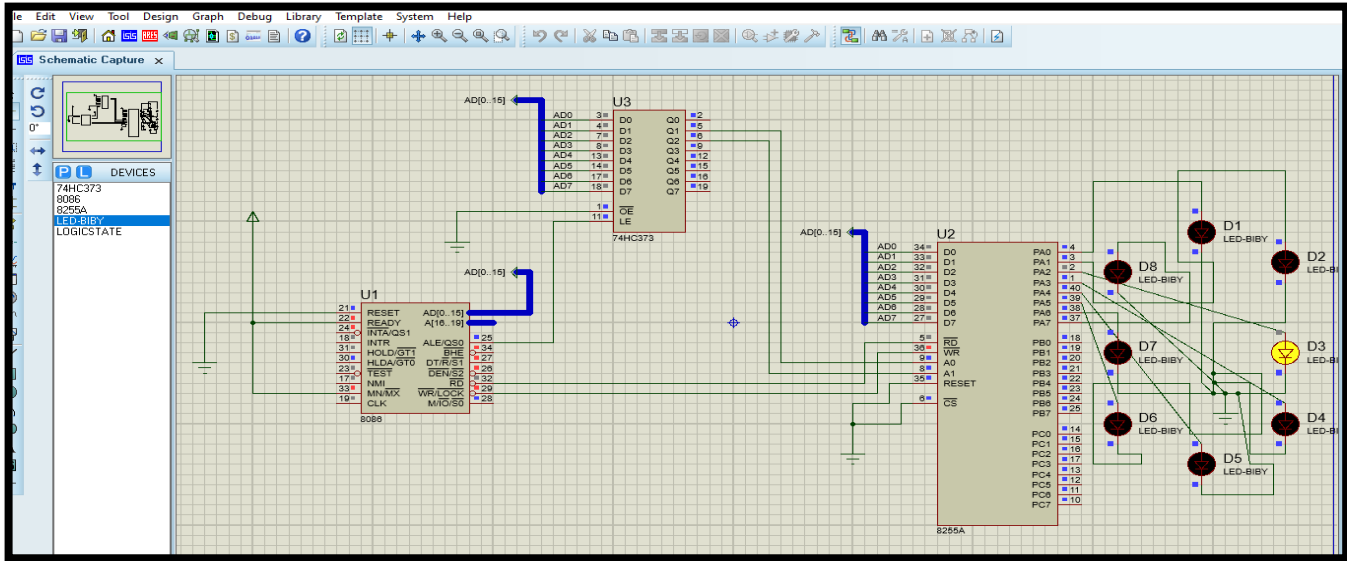 le Edit View Tool Design Graph Debug Library Template System Help
ISIS ARES
ISIS Schematic Capture x
0°
P L DEVICES
74HC373
8086
8255A
LED-BIBY
LOGICSTATE
AD[0..15]
U3
AD0 3 D0 Q0 2
AD1 4 D1 Q1 5
AD2 7 D2 Q2 6
AD3 8 D3 Q3 9
AD4 13 D4 Q4 12
AD5 14 D5 Q5 15
AD6 17 D6 Q6 16
AD7 18 D7 Q7 19
1 OE
11 LE
74HC373
AD[0..15]
U1
21 RESET AD[0..15]
22 READY A[16..19]
24 INTA/QS1
18 INTR ALE/QS0 25
31 HOLD/GT1 BHE 34
30 HLDA/GT0 DT/R/S1 27
23 TEST DEN/S2 26
17 NMI RD 32
33 MN/MX WR/LOCK 29
19 CLK M/IO/S0 28
8086
AD[0..15]
U2
AD0 34 D0 PA0 4
AD1 33 D1 PA1 3
AD2 32 D2 PA2 2
AD3 31 D3 PA3 1
AD4 30 D4 PA4 40
AD5 29 D5 PA5 39
AD6 28 D6 PA6 38
AD7 27 D7 PA7 37
5 RD PB0 18
36 WR PB1 19
9 A0 PB2 20
8 A1 PB3 21
35 RESET PB4 22
PB5 23
6 CS PB6 24
PB7 25
PC0 14
PC1 15
PC2 16
PC3 17
PC4 13
PC5 12
PC6 11
PC7 10
8255A
D1
LED-BIBY
D2
LED-BI
D8
LED-BIBY
D3
LED-BI
D7
LED-BIBY
D6
LED-BIBY
D4
LED-BI
D5
LED-BIBY